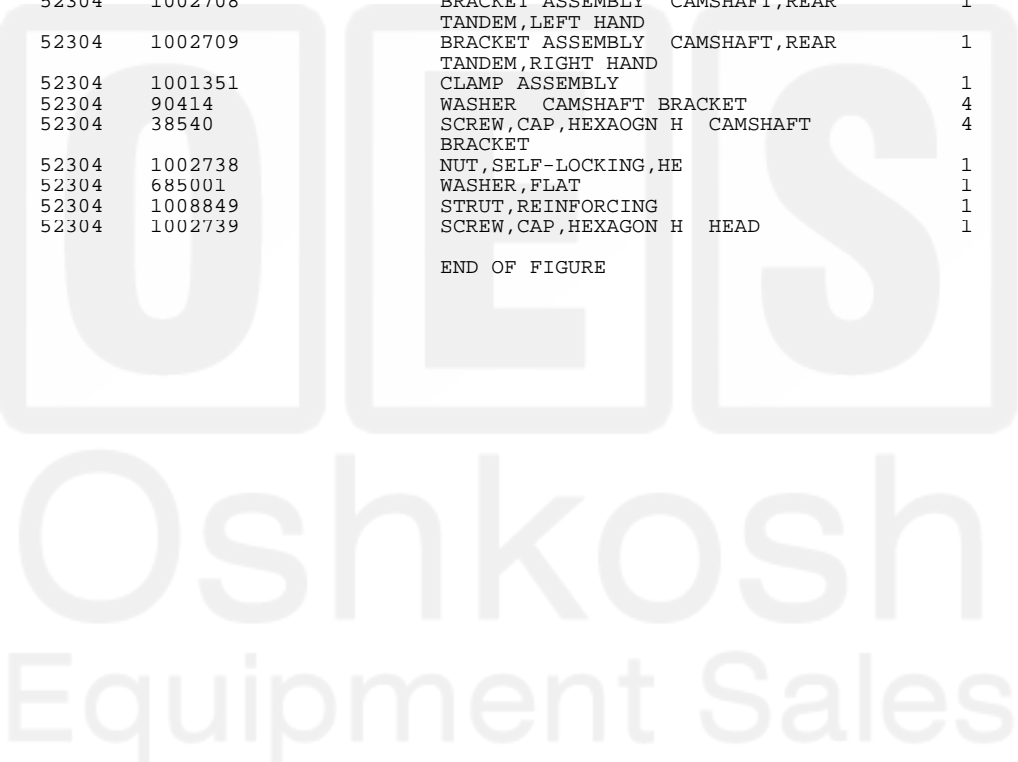 52304 1002708 BRACKET ASSEMBLY CAMSHAFT,REAR 1
TANDEM,LEFT HAND
52304 1002709 BRACKET ASSEMBLY CAMSHAFT,REAR 1
TANDEM,RIGHT HAND
52304 1001351 CLAMP ASSEMBLY 1
52304 90414 WASHER CAMSHAFT BRACKET 4
52304 38540 SCREW,CAP,HEXAOGN H CAMSHAFT 4
BRACKET
52304 1002738 NUT,SELF-LOCKING,HE 1
52304 685001 WASHER,FLAT 1
52304 1008849 STRUT,REINFORCING 1
52304 1002739 SCREW,CAP,HEXAGON H HEAD 1
END OF FIGURE
OES
Oshkosh
Equipment Sales